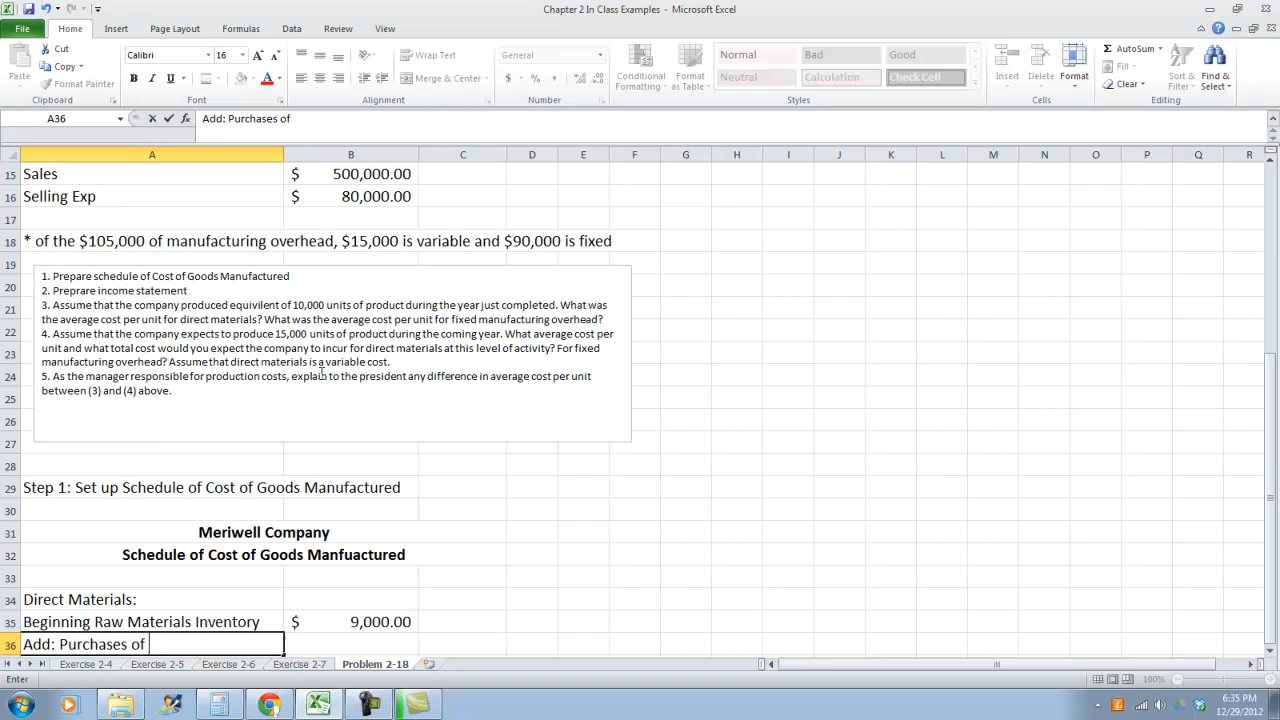 Chapter 2 In Class Examples - Microsoft Excel
File Home Insert Page Layout Formulas Data Review View
Paste
Cut
Copy
Format Painter
Clipboard
Calibri 16
B I U
Font
Wrap Text
Merge & Center
Alignment
General
$ % ,
Number
Conditional Formatting
Format as Table
Normal Bad Good
Neutral Calculation Check Cell
Styles
Insert Delete Format
Cells
AutoSum
Fill
Clear
Sort & Filter
Find & Select
Editing
A36 fx Add: Purchases of
A B C D E F G H I J K L M N O P Q R
15 Sales $ 500,000.00
16 Selling Exp $ 80,000.00
17
18 * of the $105,000 of manufacturing overhead, $15,000 is variable and $90,000 is fixed
19
20
21
22
23
24
25
26
27
1. Prepare schedule of Cost of Goods Manufactured
2. Preprare income statement
3. Assume that the company produced equivilent of 10,000 units of product during the year just completed. What was
the average cost per unit for direct materials? What was the average cost per unit for fixed manufacturing overhead?
4. Assume that the company expects to produce 15,000 units of product during the coming year. What average cost per
unit and what total cost would you expect the company to incur for direct materials at this level of activity? For fixed
manufacturing overhead? Assume that direct materials is a variable cost.
5. As the manager responsible for production costs, explain to the president any difference in average cost per unit
between (3) and (4) above.
28
29 Step 1: Set up Schedule of Cost of Goods Manufactured
30
31 Meriwell Company
32 Schedule of Cost of Goods Manfuactured
33
34 Direct Materials:
35 Beginning Raw Materials Inventory $ 9,000.00
36 Add: Purchases of
Exercise 2-4 Exercise 2-5 Exercise 2-6 Exercise 2-7 Problem 2-18
Enter 100%
6:35 PM
12/29/2012